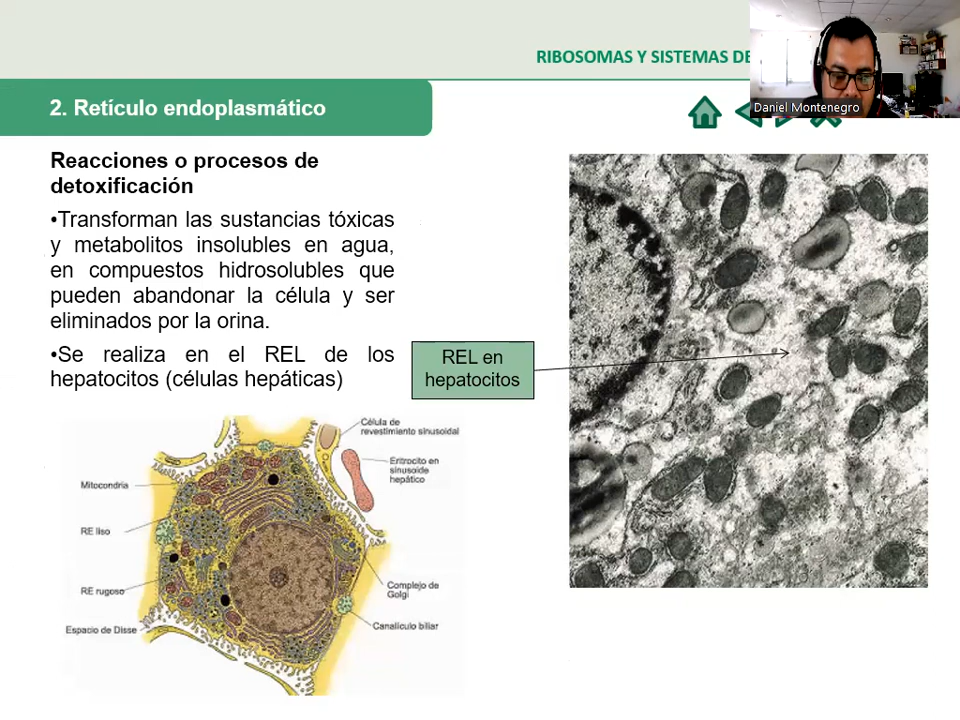 RIBOSOMAS Y SISTEMAS DE
2. Retículo endoplasmático
Daniel Montenegro
Reacciones o procesos de
detoxificación
•Transforman las sustancias tóxicas
y metabolitos insolubles en agua,
en compuestos hidrosolubles que
pueden abandonar la célula y ser
eliminados por la orina.
•Se realiza en el REL de los
hepatocitos (células hepáticas)
REL en
hepatocitos
Célula de
revestimiento sinusoidal
Eritrocito en
sinusoide
hepático
Mitocondria
RE liso
RE rugoso
Espacio de Disse
Complejo de
Golgi
Canalículo biliar